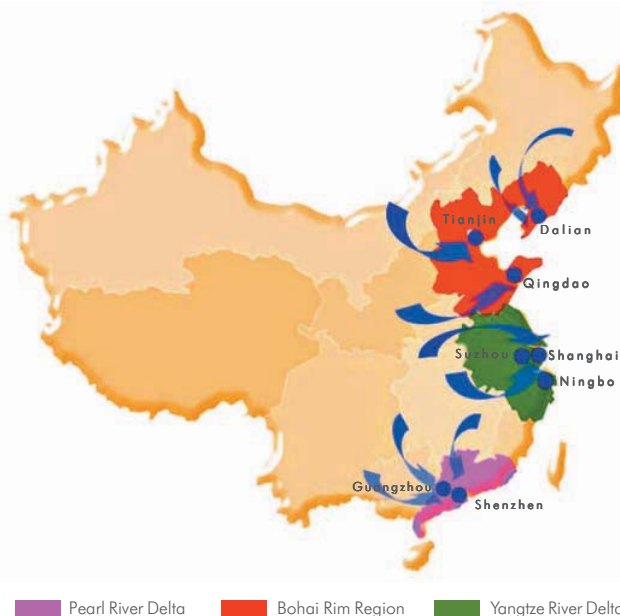 Tianjin
Dalian
Qingdao
Suzhou
Shanghai
Ningbo
Guangzhou
Shenzhen
Pearl River Delta Bohai Rim Region Yangtze River Delta